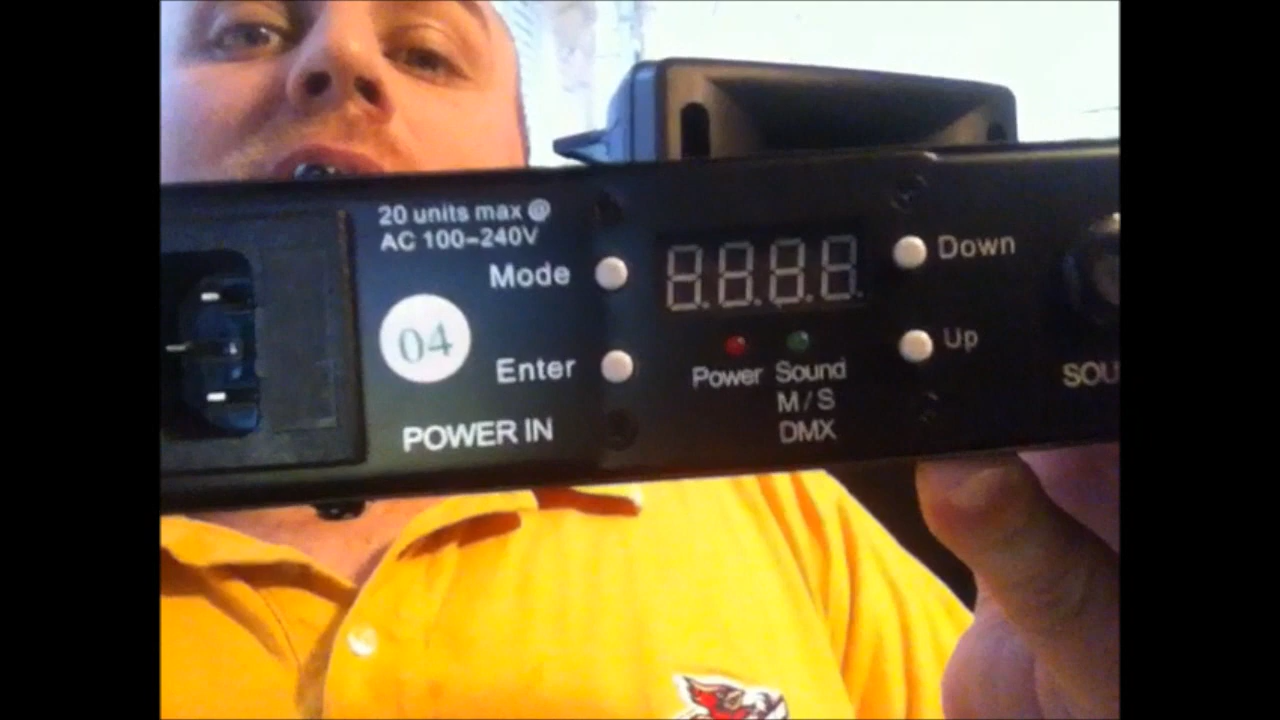 20 units max @
AC 100-240V
Mode
04
Enter
POWER IN
8.8.8.8.
Power
Sound
M/S
DMX
Down
Up
SOU